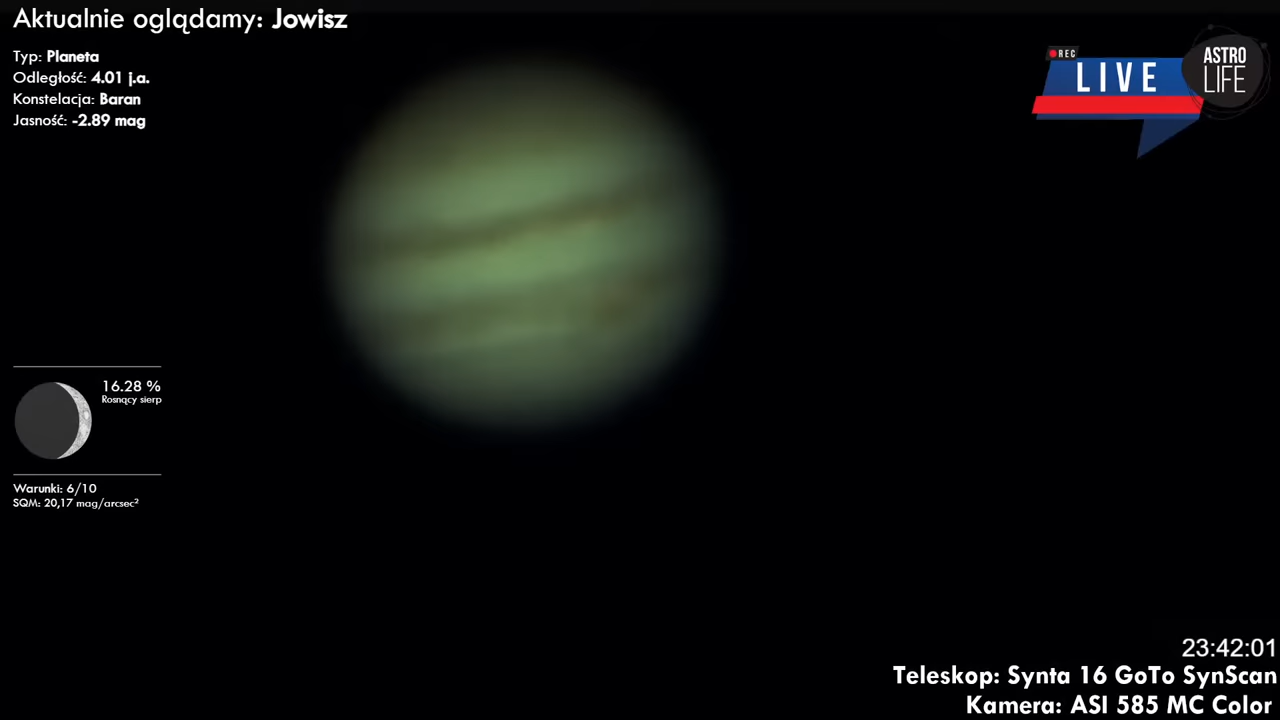 Aktualnie oglądamy: Jowisz
Typ: Planeta
Odległość: 4.01 j.a.
Konstelacja: Baran
Jasność: -2.89 mag
REC
LIVE
ASTRO
LIFE
16.28 %
Rosnący sierp
Warunki: 6/10
SQM: 20,17 mag/arcsec²
23:42:01
Teleskop: Synta 16 GoTo SynScan
Kamera: ASI 585 MC Color